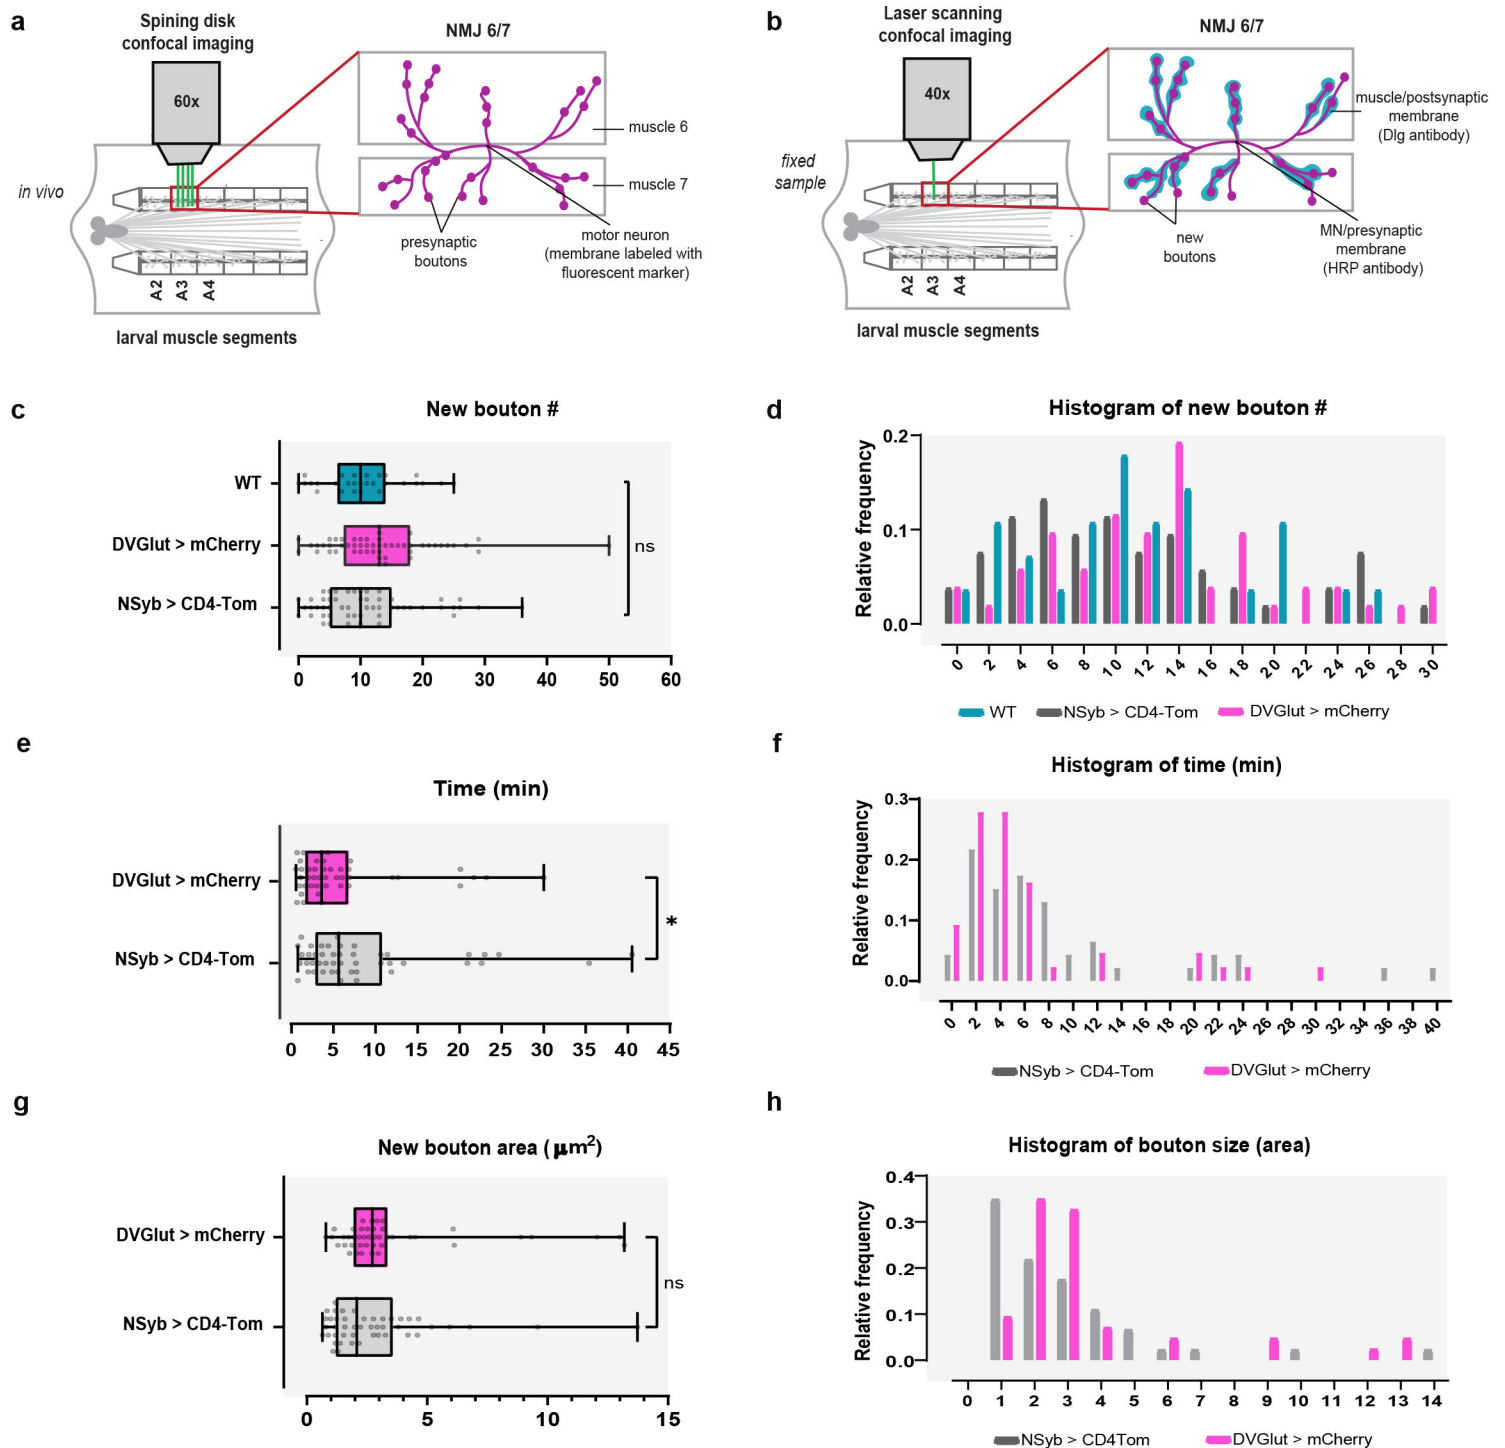 a
Spining disk
confocal imaging
60x
in vivo
A2
A3
A4
larval muscle segments
NMJ 6/7
muscle 6
muscle 7
presynaptic
boutons
motor neuron
(membrane labeled with
fluorescent marker)
b
Laser scanning
confocal imaging
40x
fixed
sample
A2
A3
A4
larval muscle segments
NMJ 6/7
muscle/postsynaptic
membrane
(Dlg antibody)
new
boutons
MN/presynaptic
membrane
(HRP antibody)
c
New bouton #
WT
DVGlut > mCherry
NSyb > CD4-Tom
ns
0 10 20 30 40 50 60
d
Histogram of new bouton #
Relative frequency
0.2
0.1
0.0
0 2 4 6 8 10 12 14 16 18 20 22 24 26 28 30
WT NSyb > CD4-Tom DVGlut > mCherry
e
Time (min)
DVGlut > mCherry
NSyb > CD4-Tom
*
0 5 10 15 20 25 30 35 40 45
f
Histogram of time (min)
Relative frequency
0.3
0.2
0.1
0.0
0 2 4 6 8 10 12 14 16 18 20 22 24 26 28 30 32 34 36 38 40
NSyb > CD4-Tom DVGlut > mCherry
g
New bouton area (μm²)
DVGlut > mCherry
NSyb > CD4-Tom
ns
0 5 10 15
h
Histogram of bouton size (area)
Relative frequency
0.4
0.3
0.2
0.1
0.0
0 1 2 3 4 5 6 7 8 9 10 11 12 13 14
NSyb > CD4Tom DVGlut > mCherry